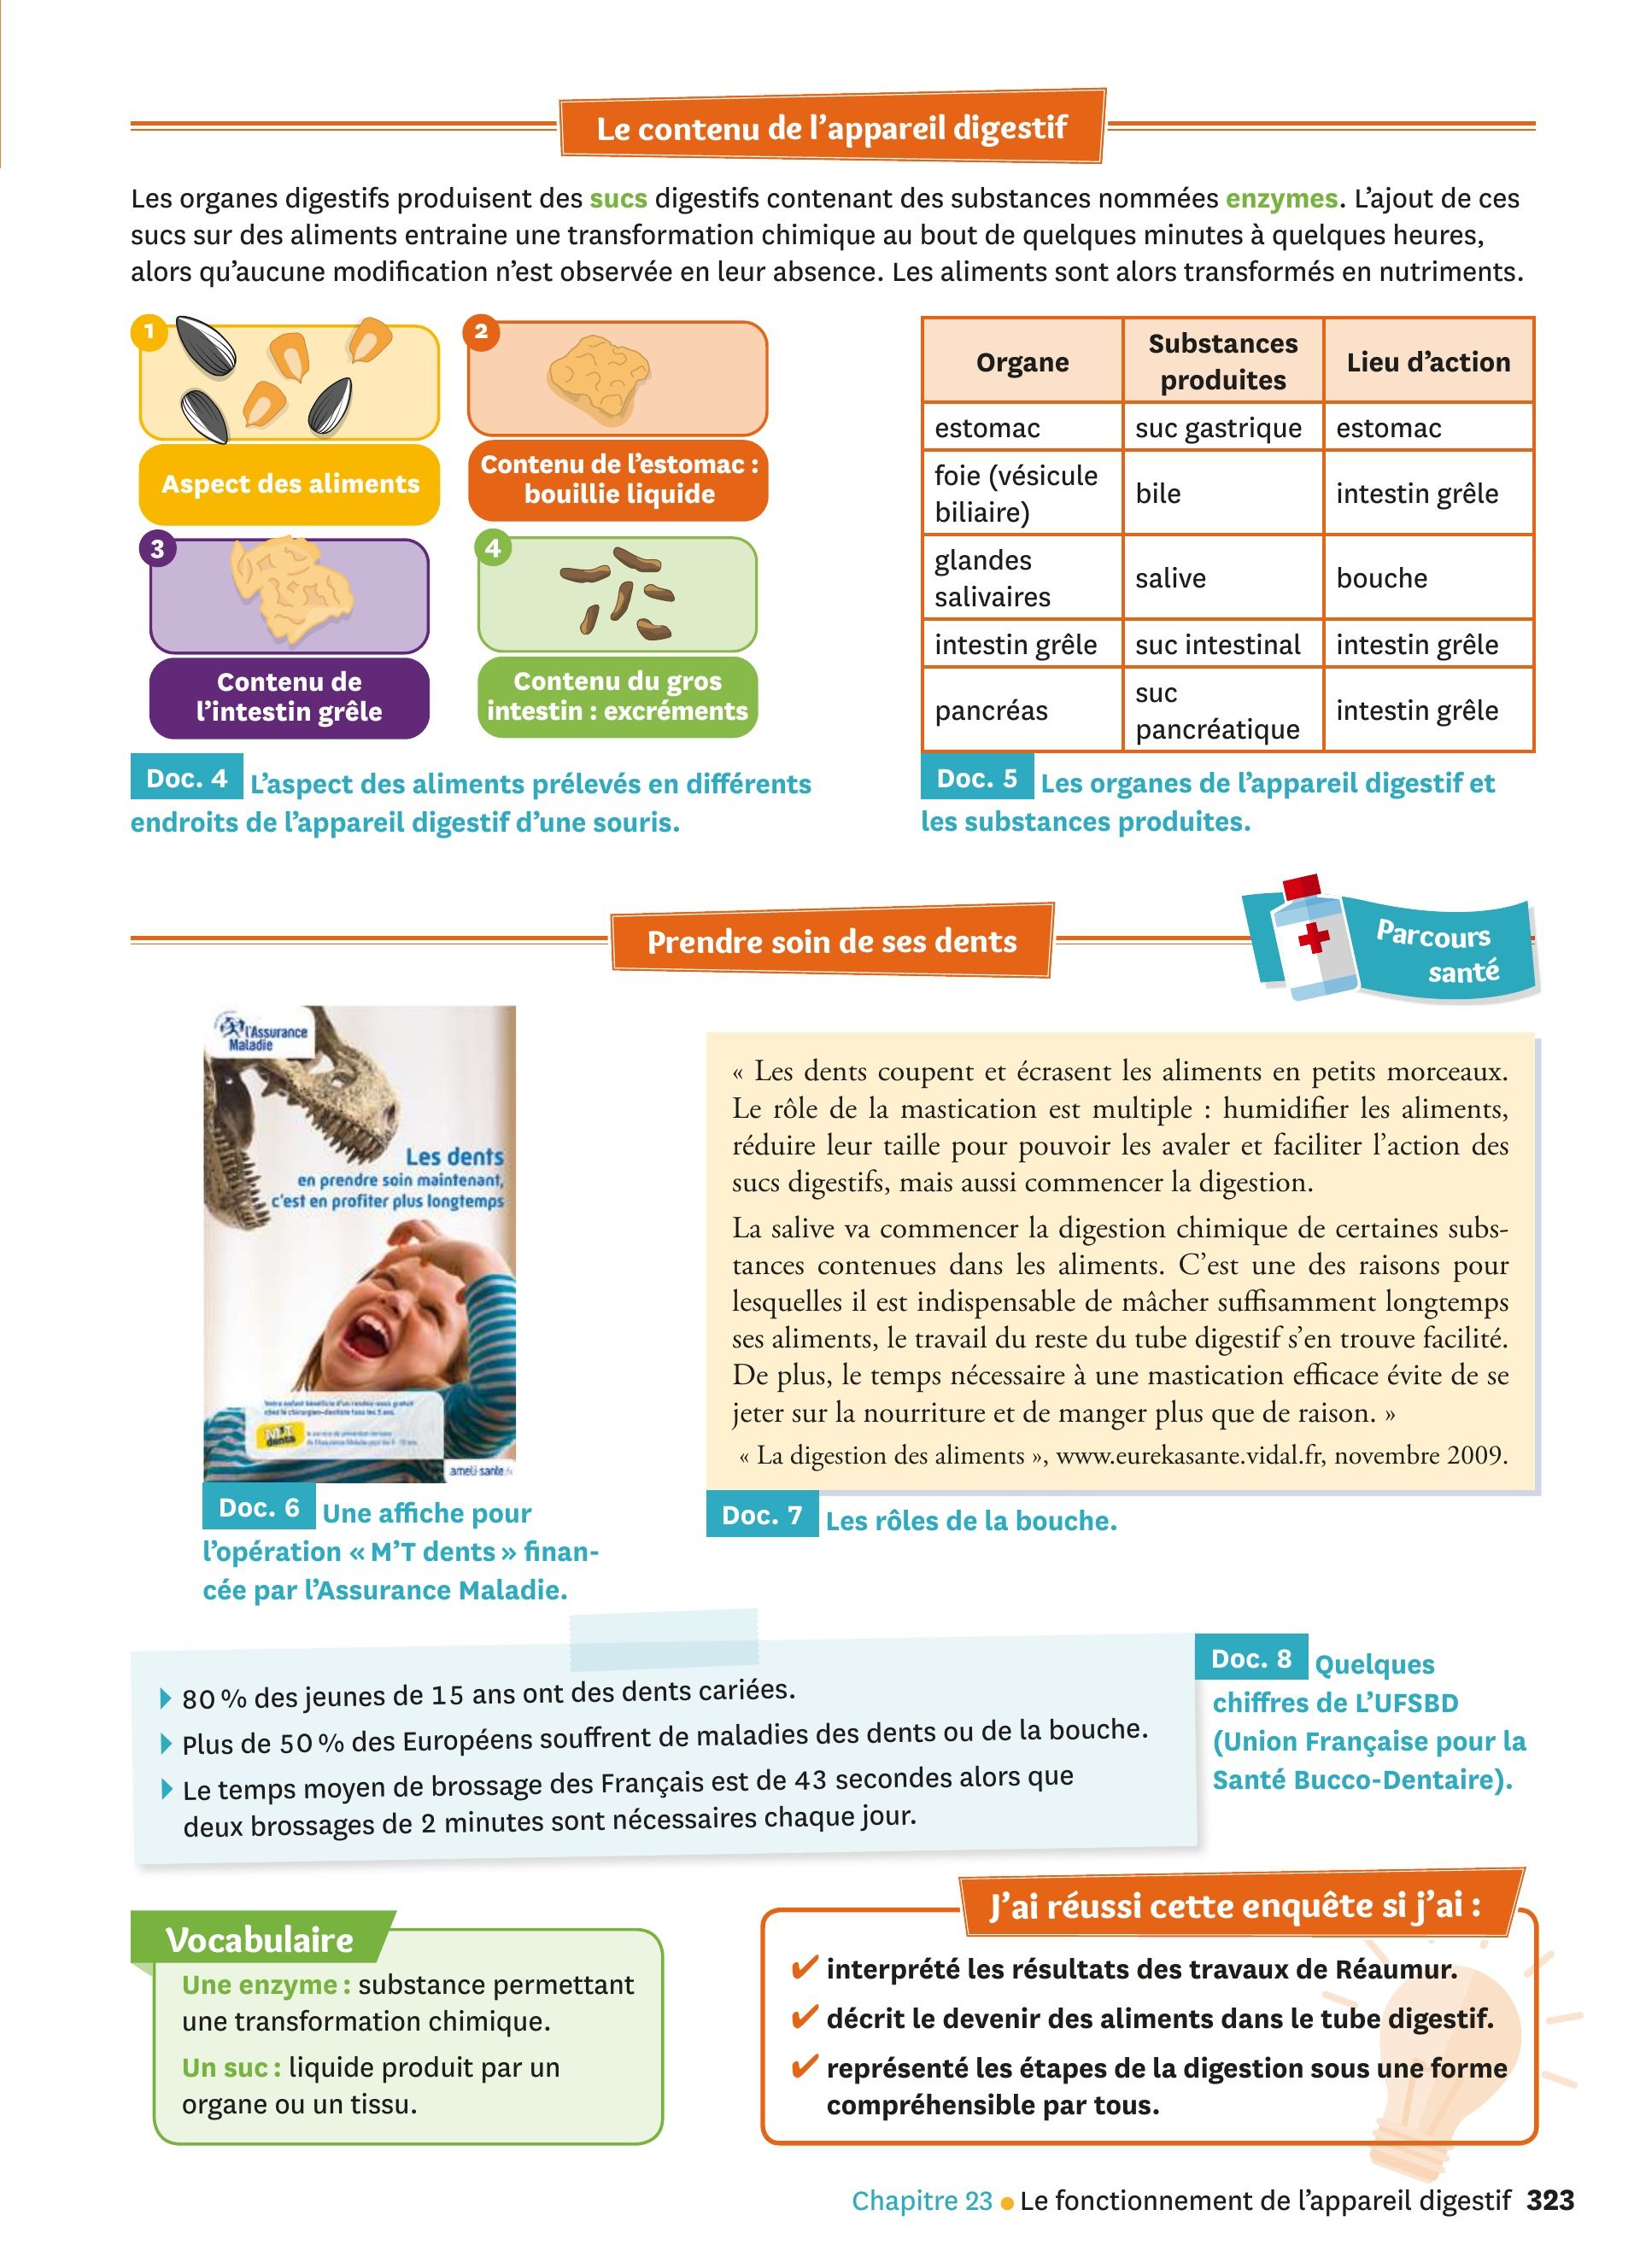 Le contenu de l'appareil digestif
Les organes digestifs produisent des sucs digestifs contenant des substances nommées enzymes. L'ajout de ces
sucs sur des aliments entraine une transformation chimique au bout de quelques minutes à quelques heures,
alors qu'aucune modification n'est observée en leur absence. Les aliments sont alors transformés en nutriments.
1
Aspect des aliments
2
Contenu de l'estomac :
bouillie liquide
3
Contenu de
l'intestin grêle
4
Contenu du gros
intestin : excréments
Doc. 4 L'aspect des aliments prélevés en différents
endroits de l'appareil digestif d'une souris.
Organe
Substances
produites
Lieu d'action
estomac
suc gastrique
estomac
foie (vésicule
biliaire)
bile
intestin grêle
glandes
salivaires
salive
bouche
intestin grêle
suc intestinal
intestin grêle
pancréas
suc
pancréatique
intestin grêle
Doc. 5 Les organes de l'appareil digestif et
les substances produites.
Prendre soin de ses dents
Parcours
santé
l'Assurance
Maladie
Les dents
en prendre soin maintenant,
c'est en profiter plus longtemps
M'T
dents
ameli-sante
Doc. 6 Une affiche pour
l'opération « M'T dents » finan-
cée par l'Assurance Maladie.
« Les dents coupent et écrasent les aliments en petits morceaux.
Le rôle de la mastication est multiple : humidifier les aliments,
réduire leur taille pour pouvoir les avaler et faciliter l'action des
sucs digestifs, mais aussi commencer la digestion.
La salive va commencer la digestion chimique de certaines subs-
tances contenues dans les aliments. C'est une des raisons pour
lesquelles il est indispensable de mâcher suffisamment longtemps
ses aliments, le travail du reste du tube digestif s'en trouve facilité.
De plus, le temps nécessaire à une mastication efficace évite de se
jeter sur la nourriture et de manger plus que de raison. »
« La digestion des aliments », www.eurekasante.vidal.fr, novembre 2009.
Doc. 7 Les rôles de la bouche.
80 % des jeunes de 15 ans ont des dents cariées.
Plus de 50 % des Européens souffrent de maladies des dents ou de la bouche.
Le temps moyen de brossage des Français est de 43 secondes alors que
deux brossages de 2 minutes sont nécessaires chaque jour.
Doc. 8 Quelques
chiffres de L'UFSBD
(Union Française pour la
Santé Bucco-Dentaire).
Vocabulaire
Une enzyme : substance permettant
une transformation chimique.
Un suc : liquide produit par un
organe ou un tissu.
J'ai réussi cette enquête si j'ai :
✔ interprété les résultats des travaux de Réaumur.
✔ décrit le devenir des aliments dans le tube digestif.
✔ représenté les étapes de la digestion sous une forme
compréhensible par tous.
Chapitre 23 • Le fonctionnement de l'appareil digestif 323